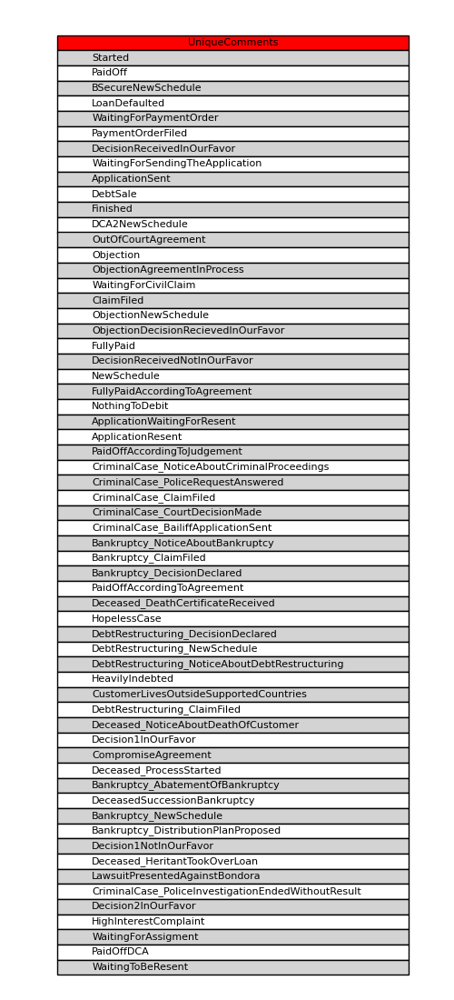 UniqueComments
Started
PaidOff
BSecureNewSchedule
LoanDefaulted
WaitingForPaymentOrder
PaymentOrderFiled
DecisionReceivedInOurFavor
WaitingForSendingTheApplication
ApplicationSent
DebtSale
Finished
DCA2NewSchedule
OutOfCourtAgreement
Objection
ObjectionAgreementInProcess
WaitingForCivilClaim
ClaimFiled
ObjectionNewSchedule
ObjectionDecisionRecievedInOurFavor
FullyPaid
DecisionReceivedNotInOurFavor
NewSchedule
FullyPaidAccordingToAgreement
NothingToDebit
ApplicationWaitingForResent
ApplicationResent
PaidOffAccordingToJudgement
CriminalCase_NoticeAboutCriminalProceedings
CriminalCase_PoliceRequestAnswered
CriminalCase_ClaimFiled
CriminalCase_CourtDecisionMade
CriminalCase_BailiffApplicationSent
Bankruptcy_NoticeAboutBankruptcy
Bankruptcy_ClaimFiled
Bankruptcy_DecisionDeclared
PaidOffAccordingToAgreement
Deceased_DeathCertificateReceived
HopelessCase
DebtRestructuring_DecisionDeclared
DebtRestructuring_NewSchedule
DebtRestructuring_NoticeAboutDebtRestructuring
HeavilyIndebted
CustomerLivesOutsideSupportedCountries
DebtRestructuring_ClaimFiled
Deceased_NoticeAboutDeathOfCustomer
Decision1InOurFavor
CompromiseAgreement
Deceased_ProcessStarted
Bankruptcy_AbatementOfBankruptcy
DeceasedSuccessionBankruptcy
Bankruptcy_NewSchedule
Bankruptcy_DistributionPlanProposed
Decision1NotInOurFavor
Deceased_HeritantTookOverLoan
LawsuitPresentedAgainstBondora
CriminalCase_PoliceInvestigationEndedWithoutResult
Decision2InOurFavor
HighInterestComplaint
WaitingForAssigment
PaidOffDCA
WaitingToBeResent